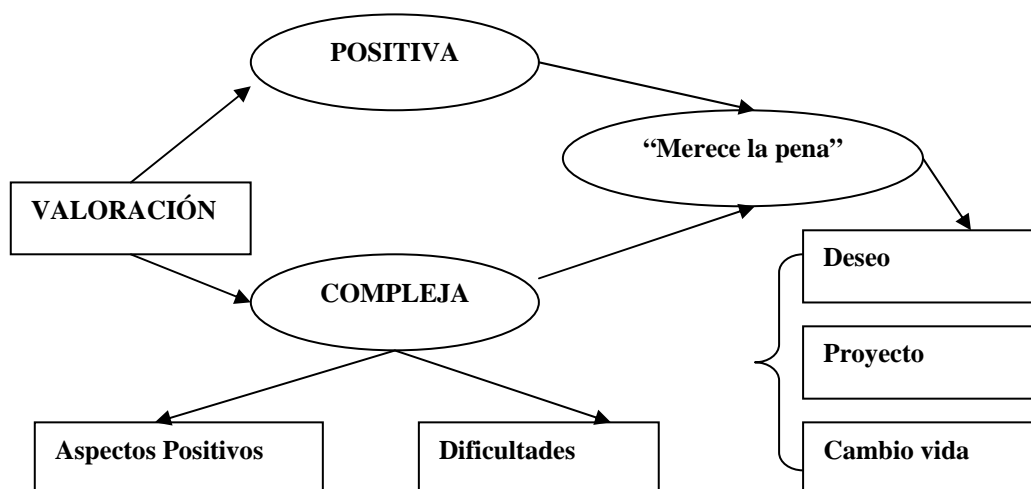 POSITIVA
“Merece la pena”
VALORACIÓN
Deseo
COMPLEJA
Proyecto
Aspectos Positivos
Dificultades
Cambio vida